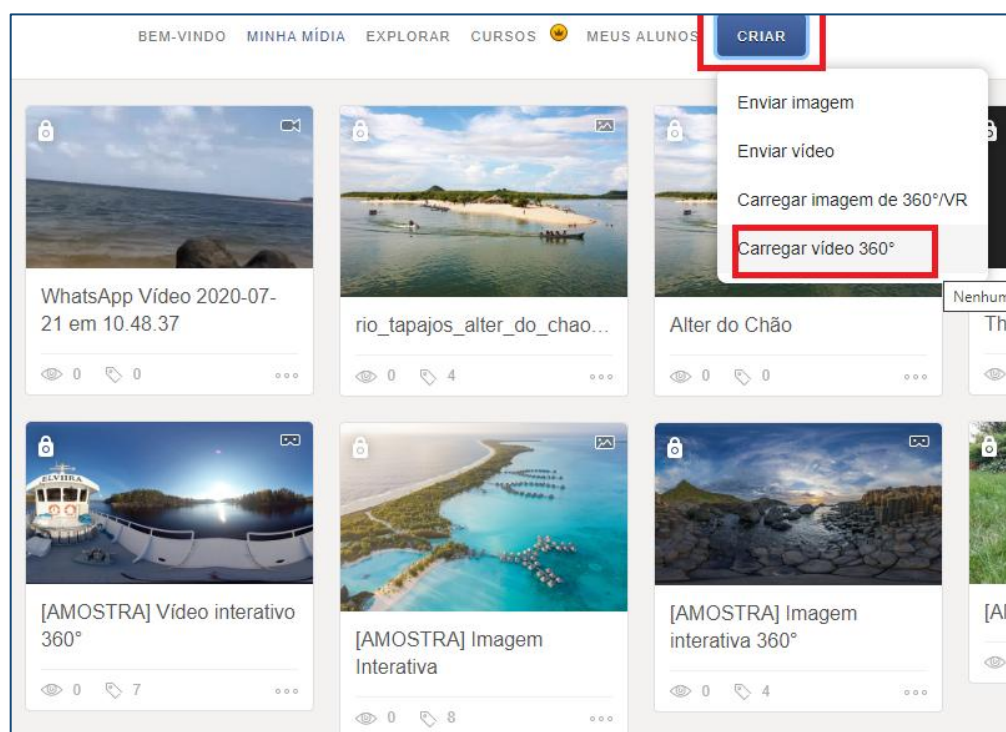 BEM-VINDO MINHA MÍDIA EXPLORAR CURSOS MEUS ALUNOS CRIAR
Enviar imagem
Enviar vídeo
Carregar imagem de 360°/VR
Carregar vídeo 360°
WhatsApp Vídeo 2020-07-
21 em 10.48.37
0 0
rio_tapajos_alter_do_chao...
0 4
Alter do Chão
0 0
Nenhum
Th
ELVIIRA
[AMOSTRA] Vídeo interativo
360°
0 7
[AMOSTRA] Imagem
Interativa
0 8
[AMOSTRA] Imagem
interativa 360°
0 4